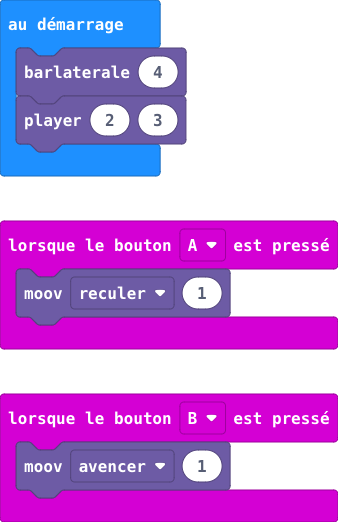 au démarrage
barlaterale 4
player 2 3
lorsque le bouton A est pressé
moov reculer 1
lorsque le bouton B est pressé
moov avencer 1